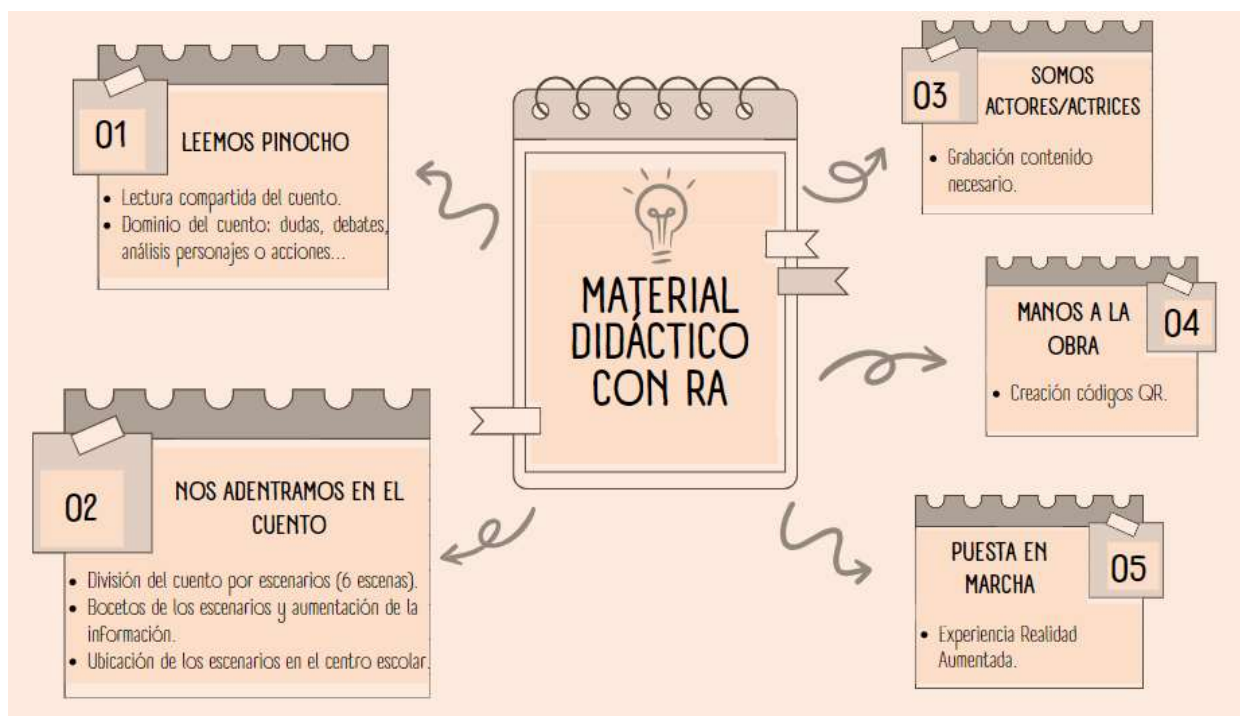 01
LEEMOS PINOCHO
• Lectura compartida del cuento.
• Dominio del cuento: dudas, debates,
análisis personajes o acciones...
02
NOS ADENTRAMOS EN EL
CUENTO
• División del cuento por escenarios (6 escenas).
• Bocetos de los escenarios y aumentación de la
información.
• Ubicación de los escenarios en el centro escolar.
MATERIAL
DIDÁCTICO
CON RA
03
SOMOS
ACTORES/ACTRICES
• Grabación contenido
necesario.
MANOS A LA
OBRA
04
• Creación códigos QR.
PUESTA EN
MARCHA
05
• Experiencia Realidad
Aumentada.